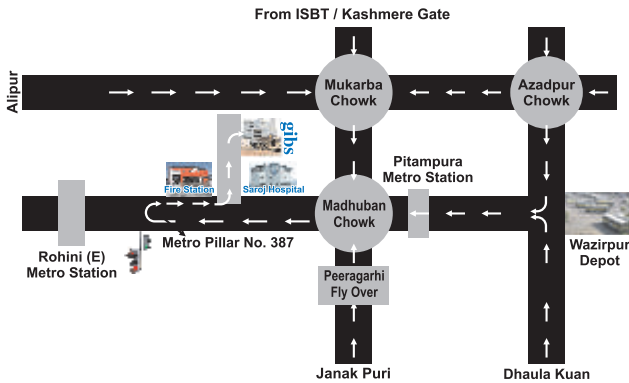 From ISBT / Kashmere Gate
Alipur
Mukarba
Chowk
Azadpur
Chowk
gibs
Fire Station
Saroj Hospital
Pitampura
Metro Station
Madhuban
Chowk
Rohini (E)
Metro Station
Metro Pillar No. 387
Wazirpur
Depot
Peeragarhi
Fly Over
Janak Puri
Dhaula Kuan